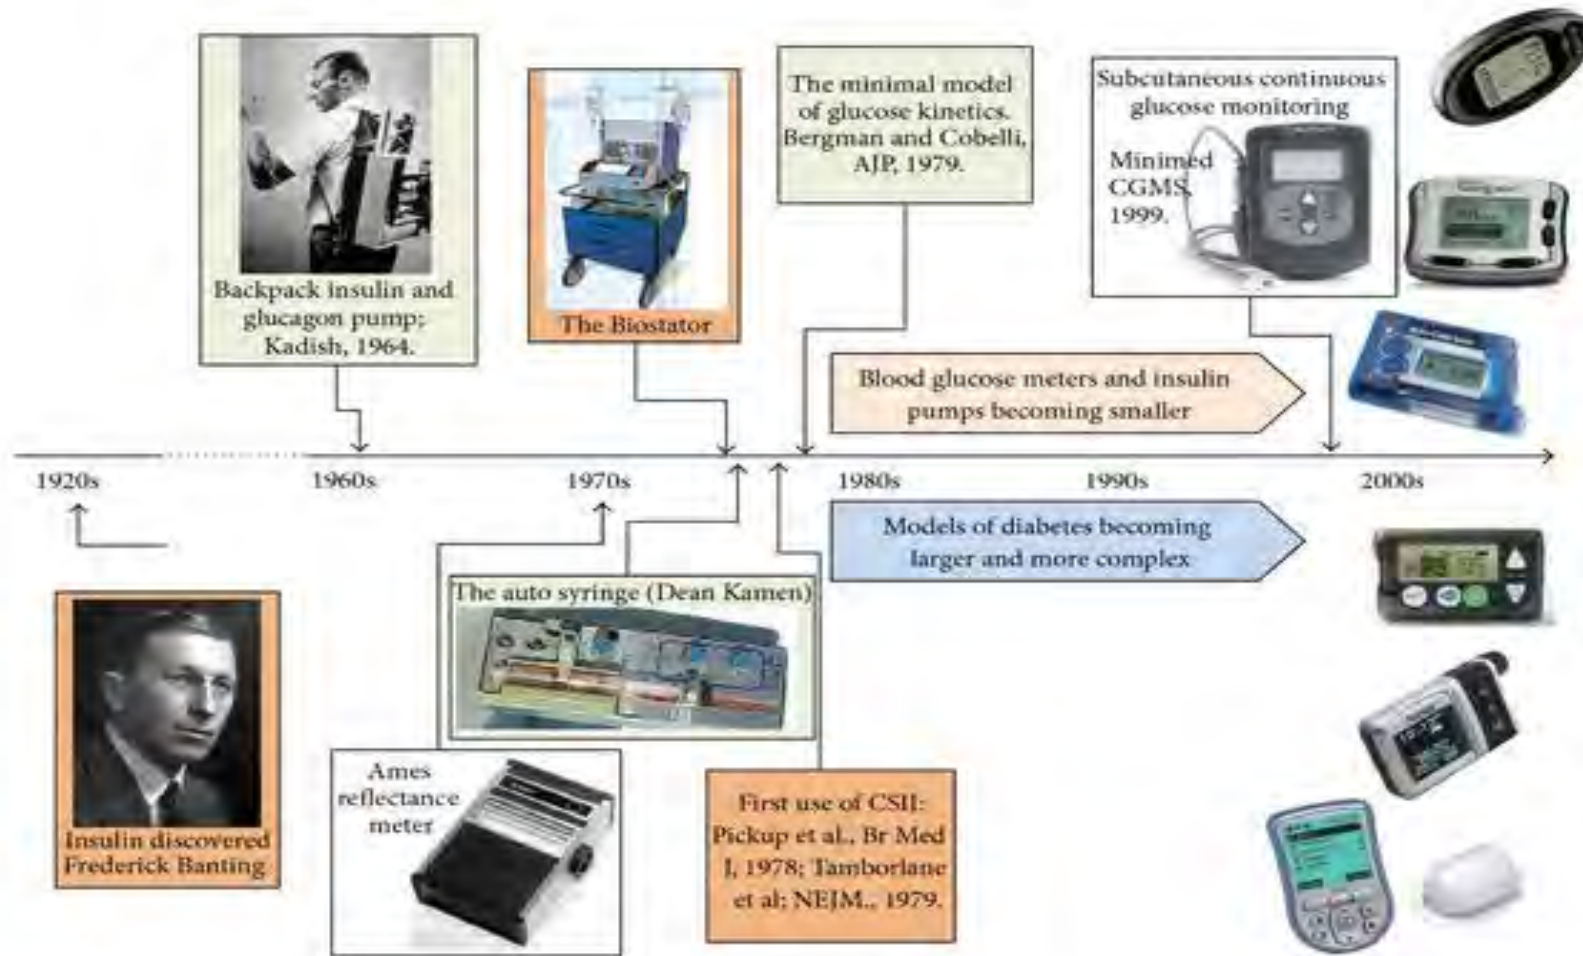 Backpack insulin and
glucagon pump;
Kadish, 1964.
The Biostator
The minimal model
of glucose kinetics.
Bergman and Cobelli,
AJP, 1979.
Subcutaneous continuous
glucose monitoring
Minimed
CGMS,
1999.
Blood glucose meters and insulin
pumps becoming smaller
1920s
1960s
1970s
1980s
1990s
2000s
Models of diabetes becoming
larger and more complex
The auto syringe (Dean Kamen)
Insulin discovered
Frederick Banting
Ames
reflectance
meter
First use of CSII:
Pickup et al., Br Med
J, 1978; Tamborlane
et al; NEJM., 1979.